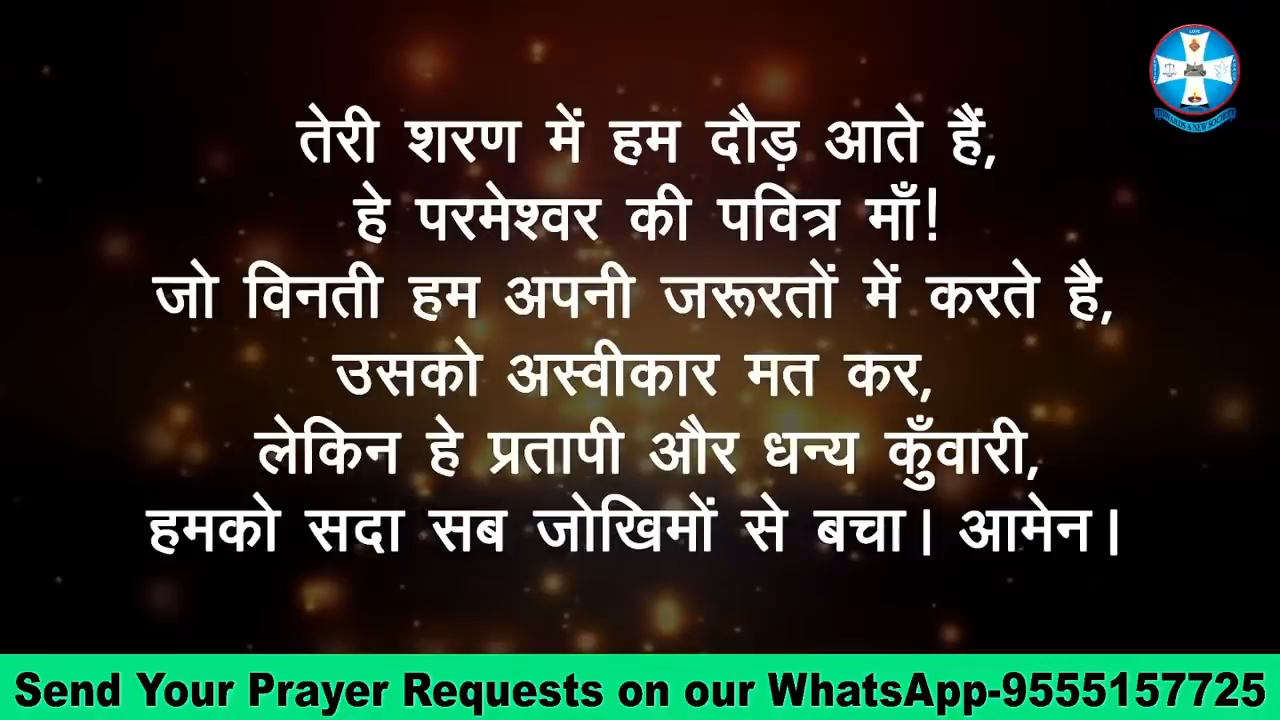 तेरी शरण में हम दौड़ आते हैं,
हे परमेश्वर की पवित्र माँ!
जो विनती हम अपनी जरूरतों में करते है,
उसको अस्वीकार मत कर,
लेकिन हे प्रतापी और धन्य कुँवारी,
हमको सदा सब जोखिमों से बचा। आमेन।
Send Your Prayer Requests on our WhatsApp-9555157725